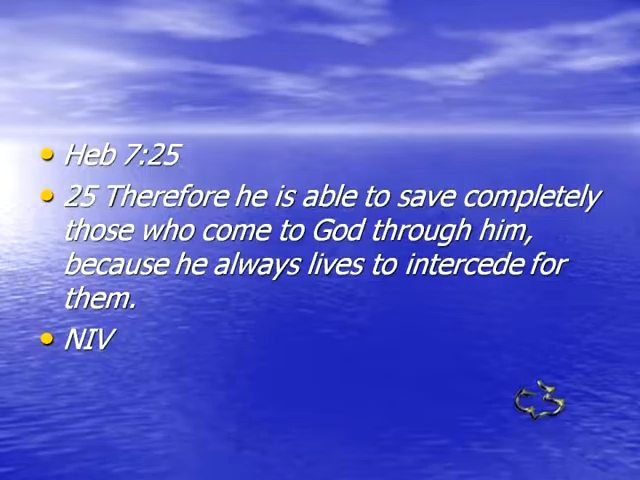 Heb 7:25
25 Therefore he is able to save completely
those who come to God through him,
because he always lives to intercede for
them.
NIV